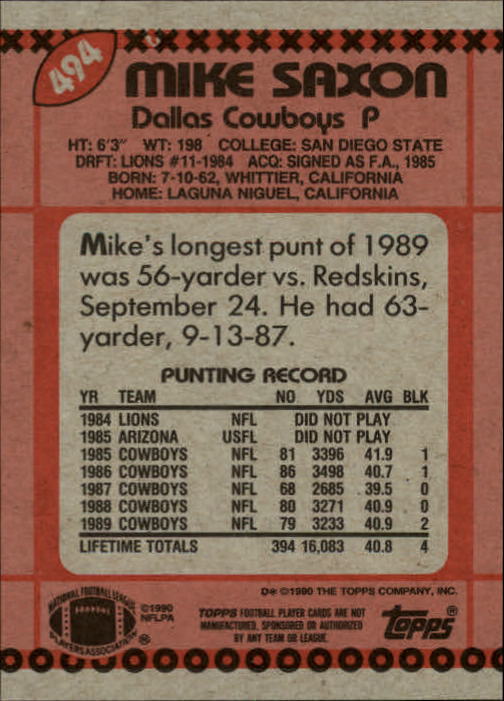 494
MIKE SAXON
Dallas Cowboys P
HT: 6'3" WT: 198 COLLEGE: SAN DIEGO STATE
DRFT: LIONS #11-1984 ACQ: SIGNED AS F.A., 1985
BORN: 7-10-62, WHITTIER, CALIFORNIA
HOME: LAGUNA NIGUEL, CALIFORNIA
Mike's longest punt of 1989
was 56-yarder vs. Redskins,
September 24. He had 63-
yarder, 9-13-87.
PUNTING RECORD
YR TEAM NO YDS AVG BLK
1984 LIONS NFL DID NOT PLAY
1985 ARIZONA USFL DID NOT PLAY
1985 COWBOYS NFL 81 3396 41.9 1
1986 COWBOYS NFL 86 3498 40.7 1
1987 COWBOYS NFL 68 2685 39.5 0
1988 COWBOYS NFL 80 3271 40.9 0
1989 COWBOYS NFL 79 3233 40.9 2
LIFETIME TOTALS 394 16,083 40.8 4
D* ©1990 THE TOPPS COMPANY, INC.
NATIONAL FOOTBALL LEAGUE
PLAYERS ASSOCIATION
©1990
NFLPA
TOPPS FOOTBALL PLAYER CARDS ARE NOT
MANUFACTURED, SPONSORED OR AUTHORIZED
BY ANY TEAM OR LEAGUE.
topps®